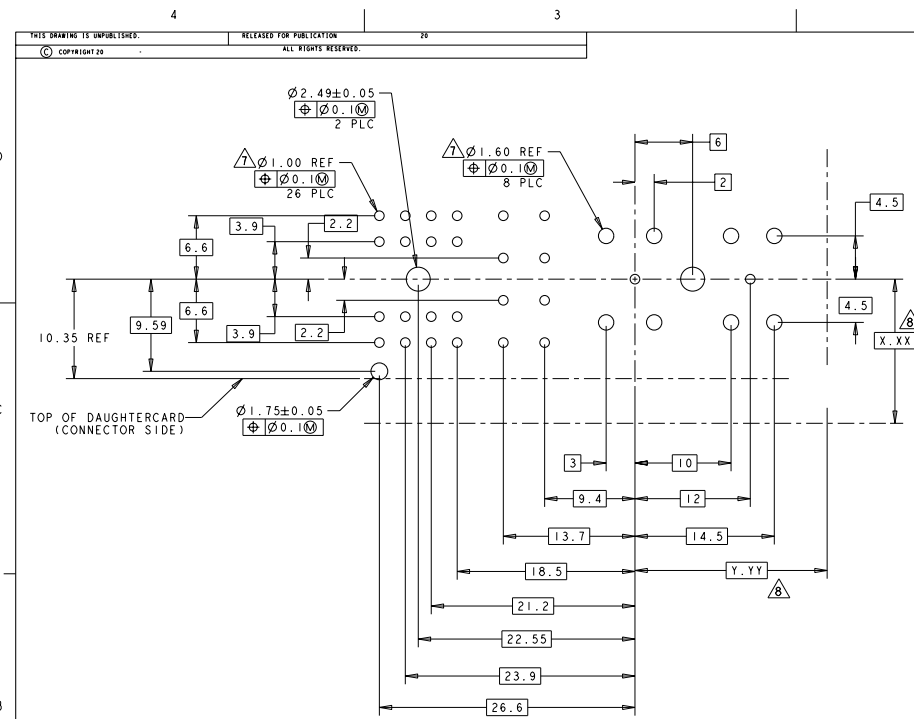 4
3
THIS DRAWING IS UNPUBLISHED.
RELEASED FOR PUBLICATION
20
© COPYRIGHT 20 -
ALL RIGHTS RESERVED.
Ø2.49±0.05
⌖ Ø0.1Ⓜ
2 PLC
7 Ø1.00 REF
⌖ Ø0.1Ⓜ
26 PLC
7 Ø1.60 REF
⌖ Ø0.1Ⓜ
8 PLC
6
2
4.5
6.6
3.9
2.2
10.35 REF
9.59
6.6
3.9
2.2
4.5
8
X.XX
TOP OF DAUGHTERCARD
(CONNECTOR SIDE)
Ø1.75±0.05
⌖ Ø0.1Ⓜ
3
10
9.4
12
13.7
14.5
18.5
Y.YY
8
21.2
22.55
23.9
26.6